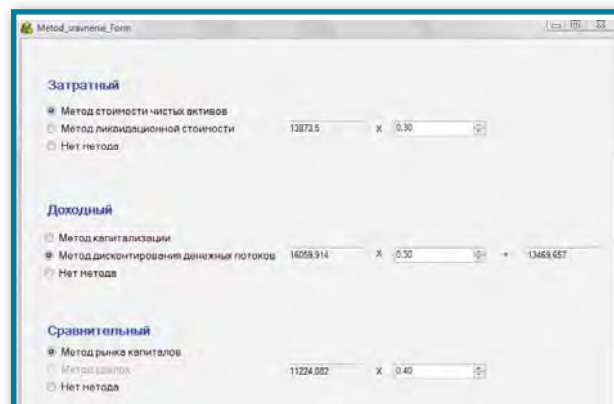 Metod_sravnenie_Form
Затратный
Метод стоимости чистых активов
Метод ликвидационной стоимости 13873.5 X 0,30
Нет метода
Доходный
Метод капитализации
Метод дисконтирования денежных потоков 16059,914 X 0,30 = 13469,657
Нет метода
Сравнительный
Метод рынка капиталов
Метод сделок 11224,082 X 0,40
Нет метода